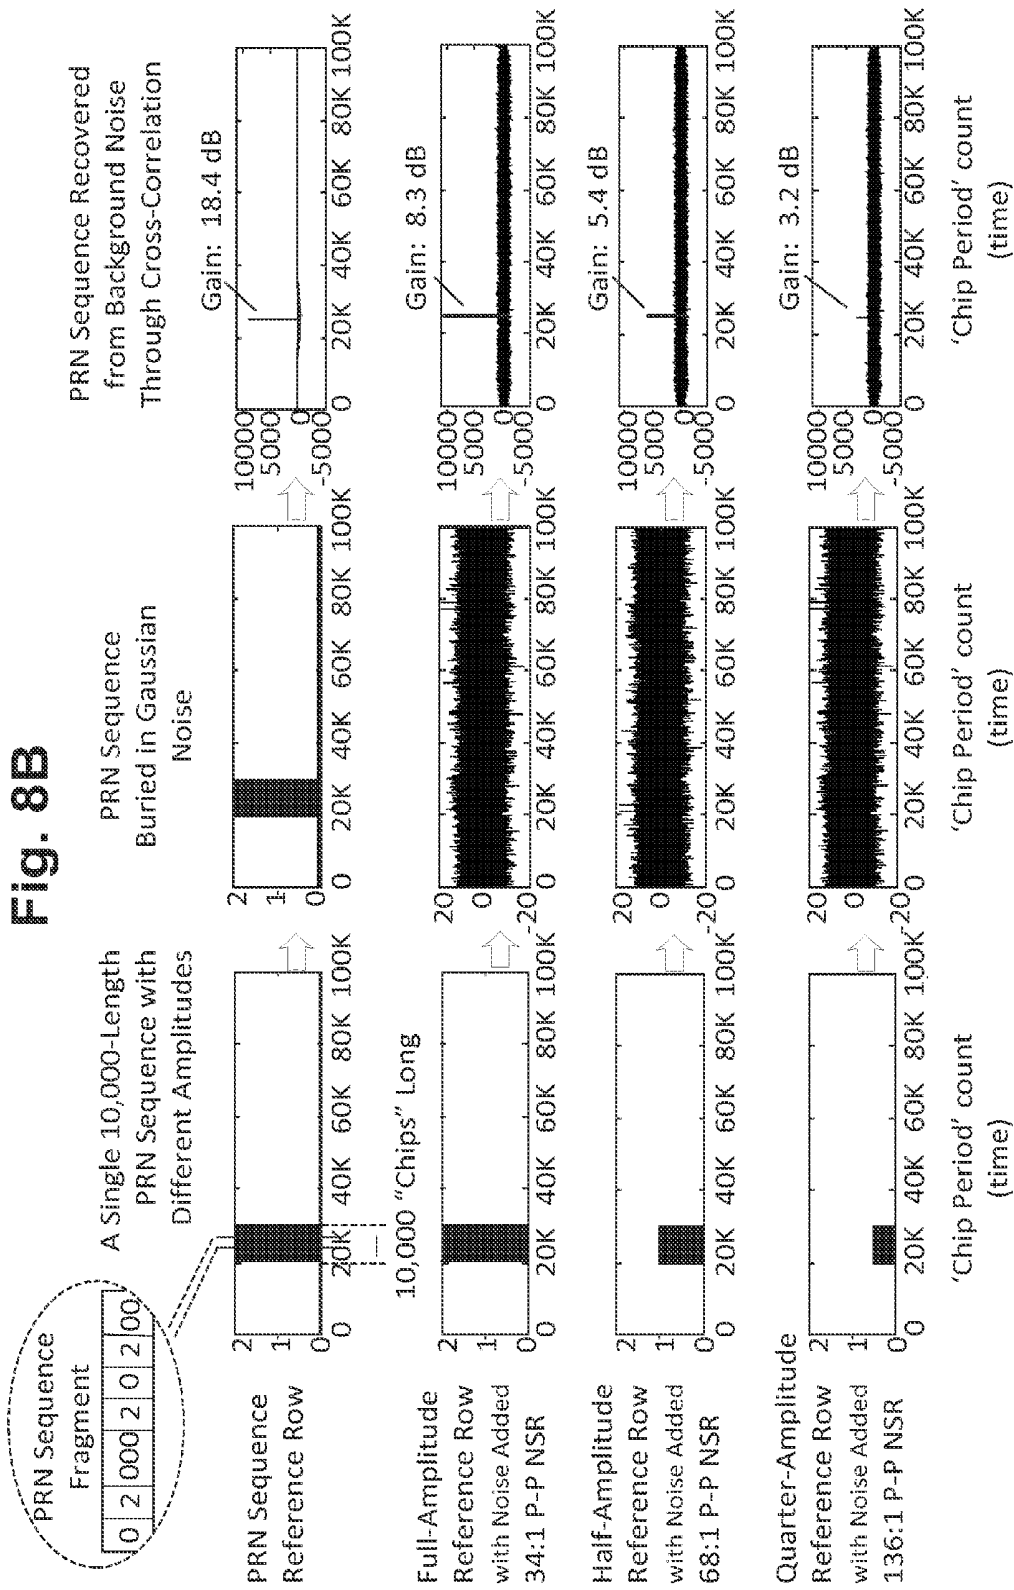 Fig. 8B
PRN Sequence
Fragment
0 2 000 2 0 2 00
A Single 10,000-Length
PRN Sequence with
Different Amplitudes
PRN Sequence
Buried in Gaussian
Noise
PRN Sequence Recovered
from Background Noise
Through Cross-Correlation
PRN Sequence
Reference Row
2
1
0
0 20K 40K 60K 80K 100K
10,000 "Chips" Long
2
1
0
0 20K 40K 60K 80K 100K
Gain: 18.4 dB
10000
5000
0
-5000
0 20K 40K 60K 80K 100K
Full-Amplitude
Reference Row
with Noise Added
34:1 P-P NSR
2
1
0
0 20K 40K 60K 80K 100K
20
0
-20
0 20K 40K 60K 80K 100K
Gain: 8.3 dB
10000
5000
0
-5000
0 20K 40K 60K 80K 100K
Half-Amplitude
Reference Row
with Noise Added
68:1 P-P NSR
2
1
0
0 20K 40K 60K 80K 100K
20
0
-20
0 20K 40K 60K 80K 100K
Gain: 5.4 dB
10000
5000
0
-5000
0 20K 40K 60K 80K 100K
Quarter-Amplitude
Reference Row
with Noise Added
136:1 P-P NSR
2
1
0
0 20K 40K 60K 80K 100K
20
0
-20
0 20K 40K 60K 80K 100K
Gain: 3.2 dB
10000
5000
0
-5000
0 20K 40K 60K 80K 100K
'Chip Period' count
(time)
'Chip Period' count
(time)
'Chip Period' count
(time)